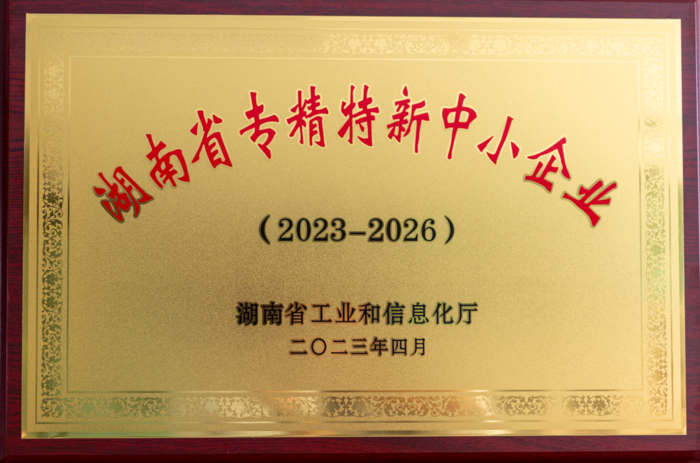 湖南省专精特新中小企业
（2023-2026）
湖南省工业和信息化厅
二〇二三年四月